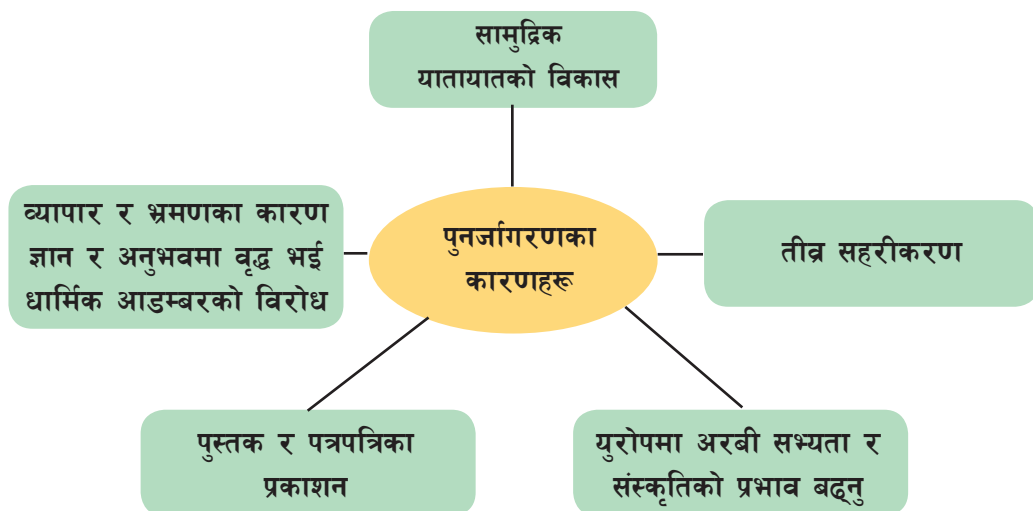 सामुद्रिक
यातायातको विकास
व्यापार र भ्रमणका कारण
ज्ञान र अनुभवमा वृद्ध भई
धार्मिक आडम्बरको विरोध
पुनर्जागरणका
कारणहरू
तीव्र सहरीकरण
पुस्तक र पत्रपत्रिका
प्रकाशन
युरोपमा अरबी सभ्यता र
संस्कृतिको प्रभाव बढ्नु